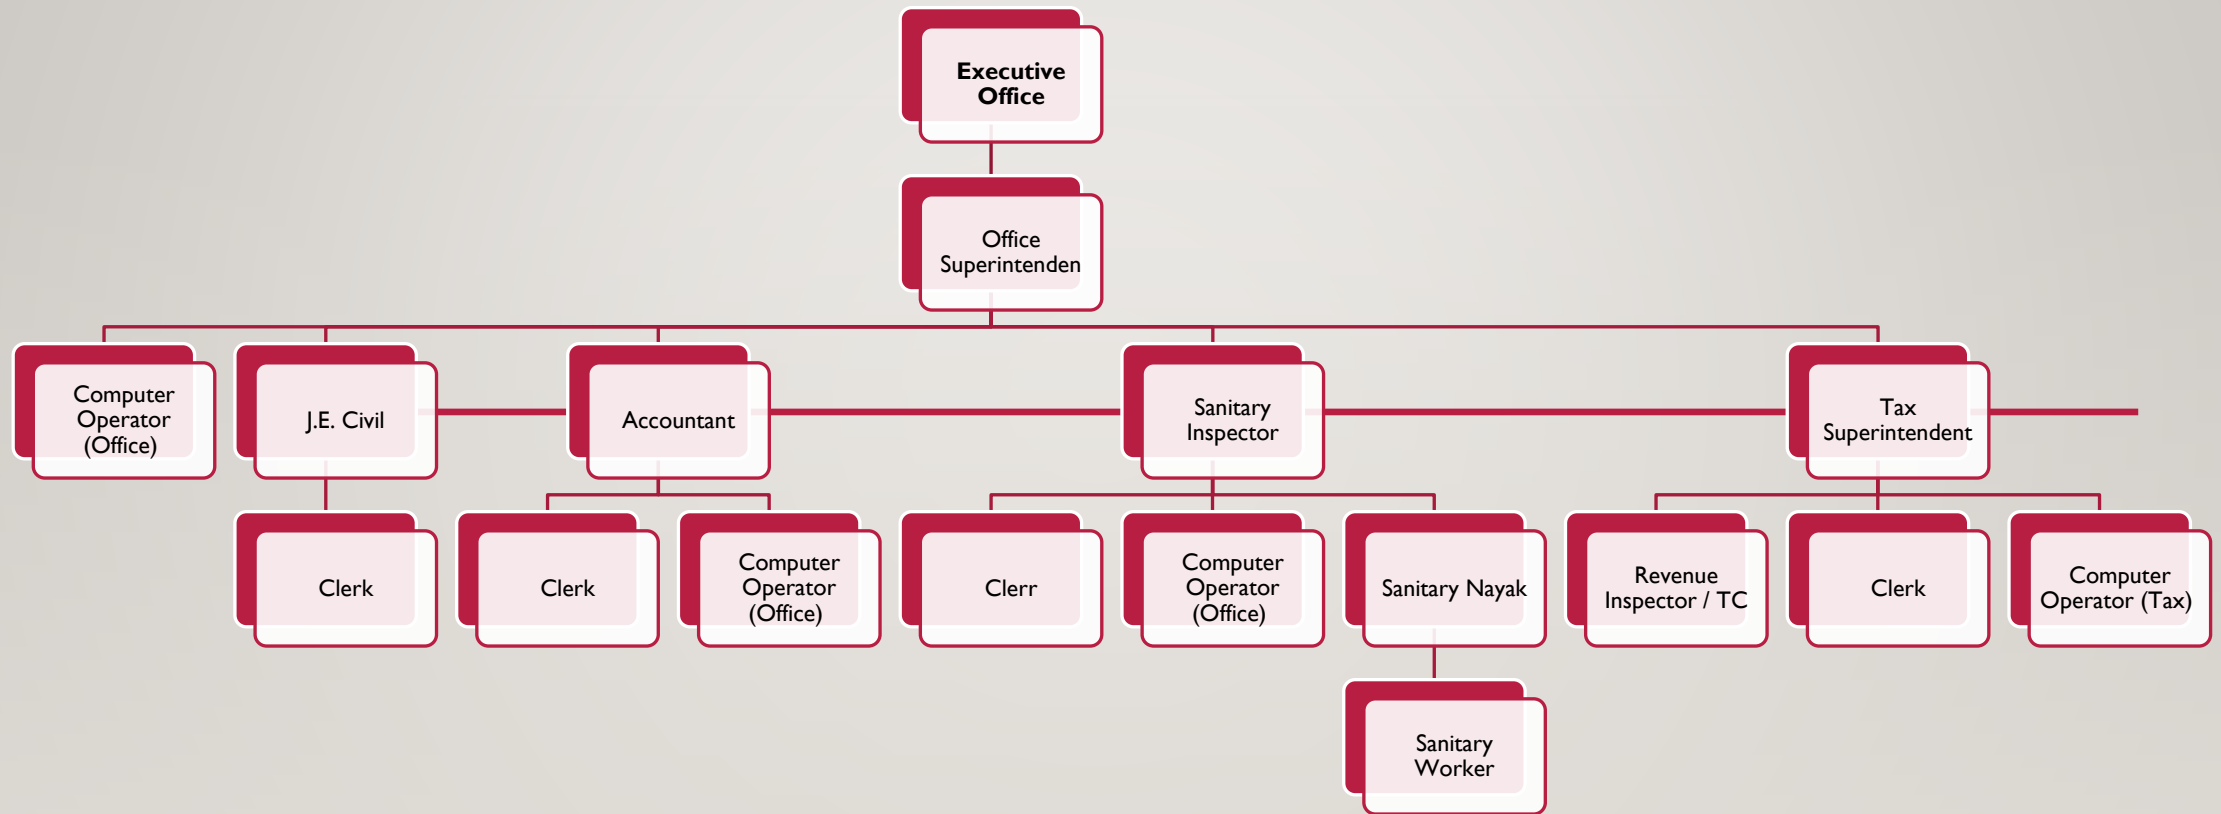 Executive
Office
Office
Superintenden
Computer
Operator
(Office)
J.E. Civil
Accountant
Sanitary
Inspector
Tax
Superintendent
Clerk
Clerk
Computer
Operator
(Office)
Clerr
Computer
Operator
(Office)
Sanitary Nayak
Revenue
Inspector / TC
Clerk
Computer
Operator (Tax)
Sanitary
Worker